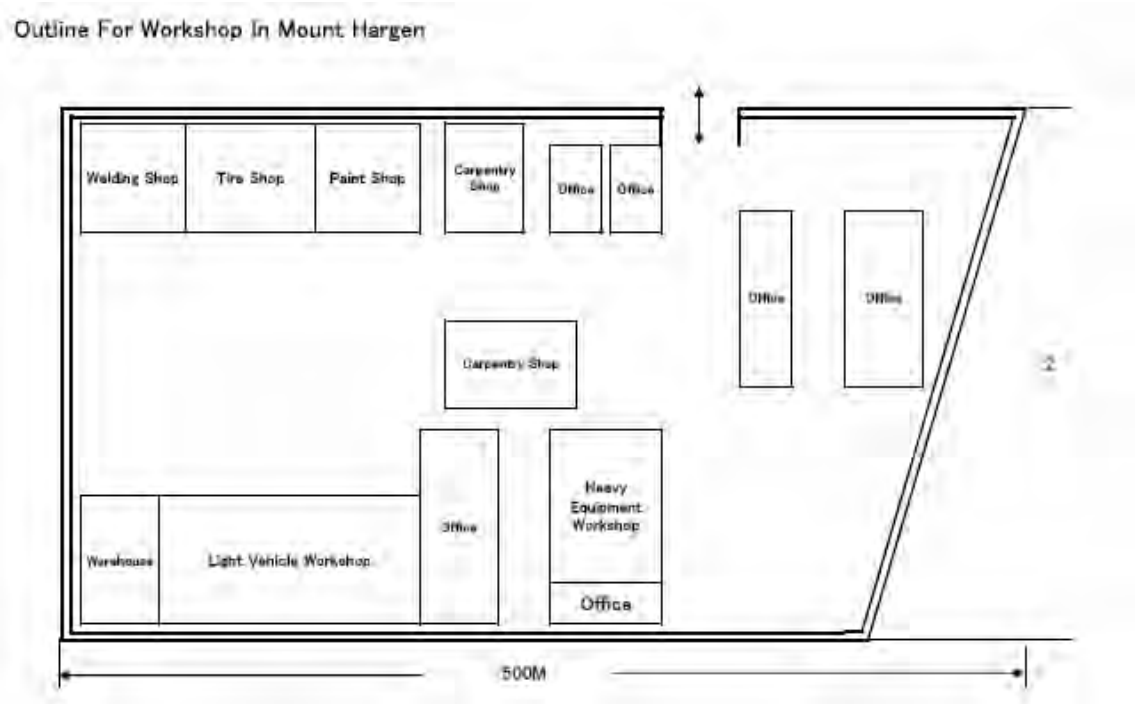 Outline For Workshop In Mount Hargen
Welding Shop
Tire Shop
Paint Shop
Carpentry
Shop
Office
Office
Office
Office
Carpentry Shop
2
Heavy
Equipment
Workshop
Office
Warehouse
Light Vehicle Workshop
Office
500M